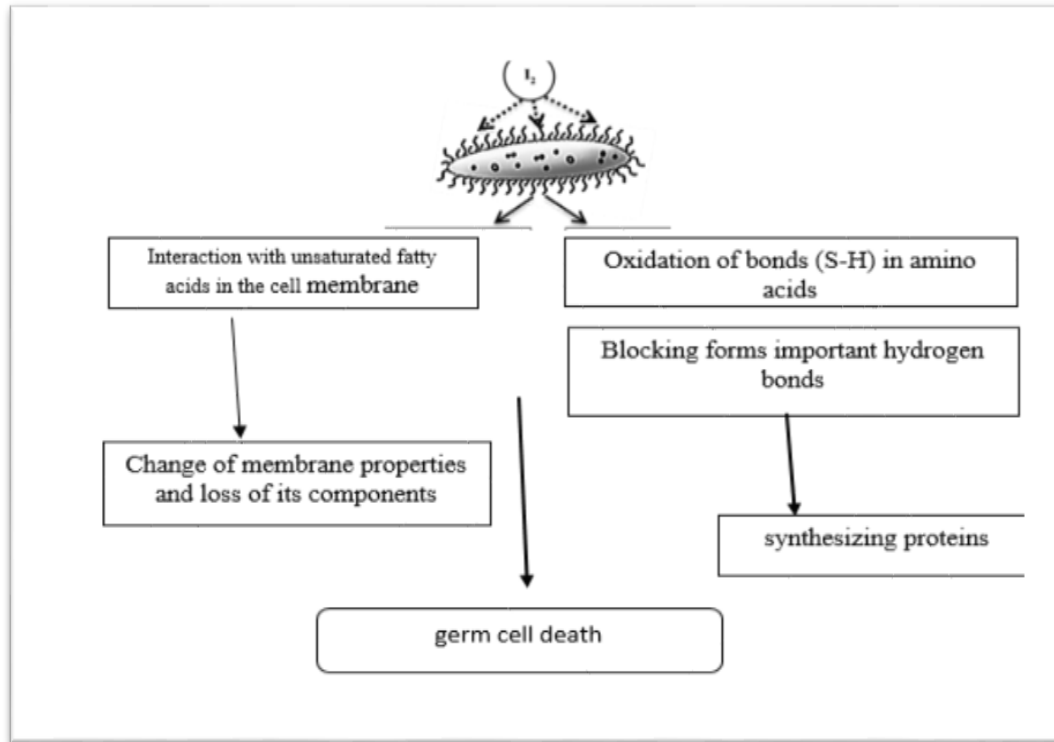 I₂
Interaction with unsaturated fatty
acids in the cell membrane
Oxidation of bonds (S-H) in amino
acids
Blocking forms important hydrogen
bonds
Change of membrane properties
and loss of its components
synthesizing proteins
germ cell death